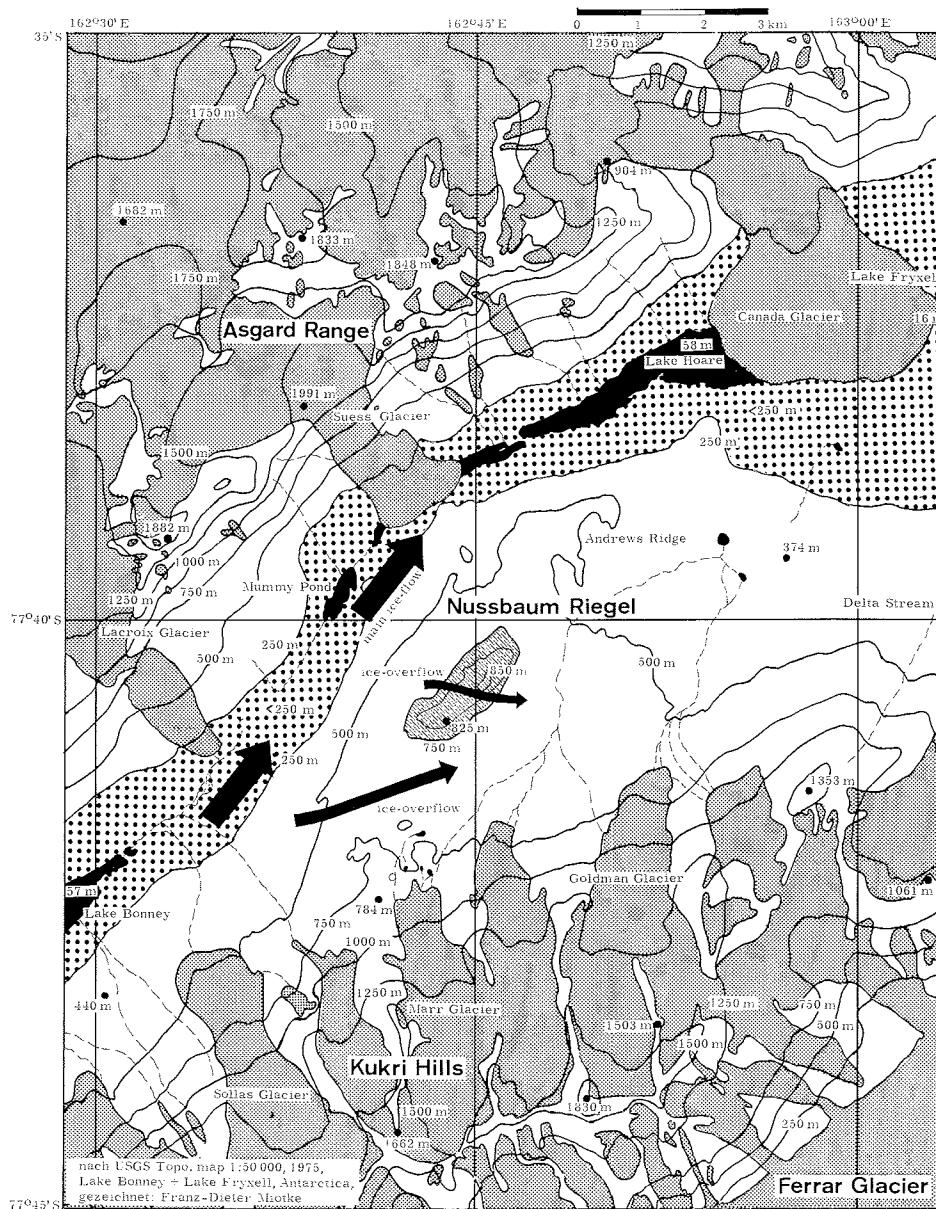 162°30' E
162°45' E
0 1 2 3 km
163°00' E
35' S
1250 m
1750 m
1500 m
904 m
1682 m
1250 m
1833 m
1848 m
1750 m
Lake Fryxell
Canada Glacier
16 m
Asgard Range
58 m
Lake Hoare
1991 m
Suess Glacier
<250 m
1500 m
250 m
1882 m
Andrews Ridge
1000 m
374 m
750 m
Mummy Pond
1250 m
main ice-flow
Nussbaum Riegel
Delta Stream
77°40' S
Lacroix Glacier
250 m
500 m
500 m
850 m
ice-overflow
<250 m
825 m
500 m
750 m
250 m
1353 m
ice-overflow
Goldman Glacier
57 m
1061 m
Lake Bonney
784 m
750 m
1000 m
1250 m
440 m
1250 m
750 m
Marr Glacier
500 m
1503 m
1500 m
Kukri Hills
Sollas Glacier
1500 m
1830 m
250 m
1662 m
nach USGS Topo. map 1:50 000, 1975,
Lake Bonney + Lake Fryxell, Antarctica,
gezeichnet: Franz-Dieter Miotke
Ferrar Glacier
77°45' S